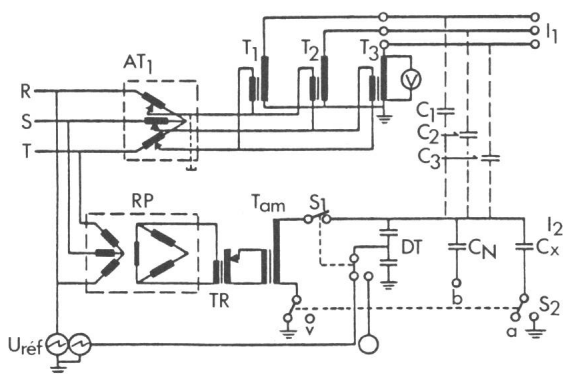 AT1
T1
T2
T3
I1
R
S
T
V
C1
C2
C3
RP
Tam
S1
I2
DT
CN
Cx
TR
b
S2
v
a
Uréf